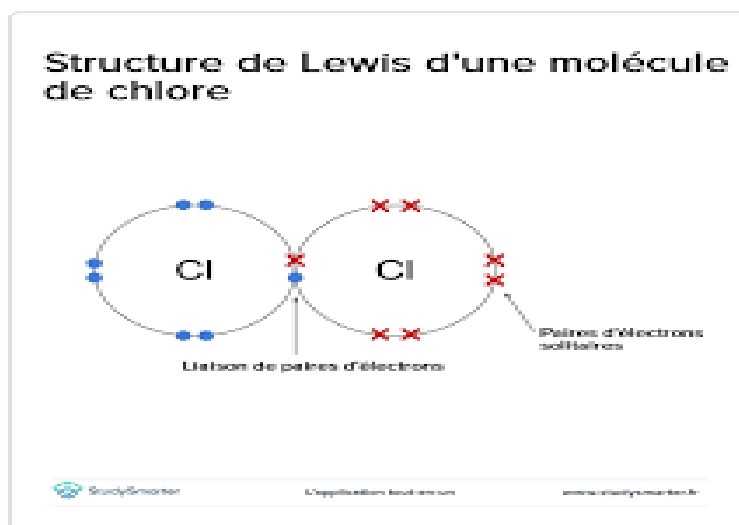 Structure de Lewis d'une molécule
de chlore
Cl
Cl
Paires d'électrons
solitaires
Liaison de paires d'électrons
StudySmarter
L'application tout-en-un
www.studysmarter.fr